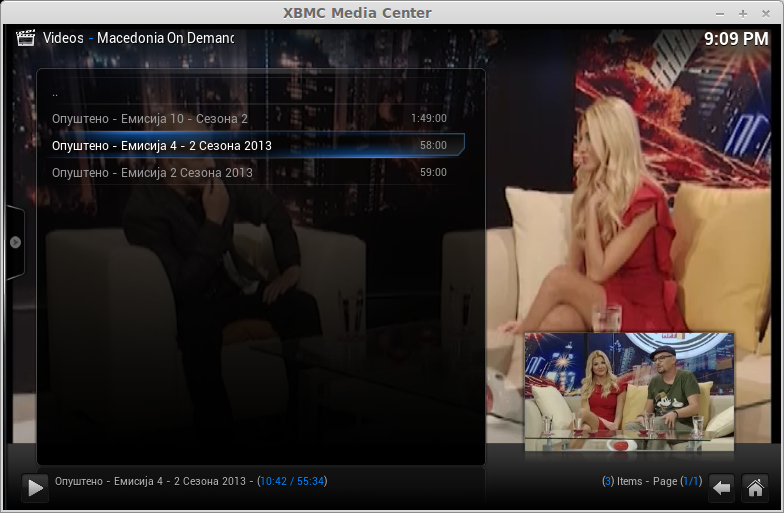 XBMC Media Center
Videos - Macedonia On Demand
9:09 PM
..
Опуштено - Емисија 10 - Сезона 2 1:49:00
Опуштено - Емисија 4 - 2 Сезона 2013 58:00
Опуштено - Емисија 2 Сезона 2013 59:00
Опуштено - Емисија 4 - 2 Сезона 2013 - (10:42 / 55:34)
(3) Items - Page (1/1)